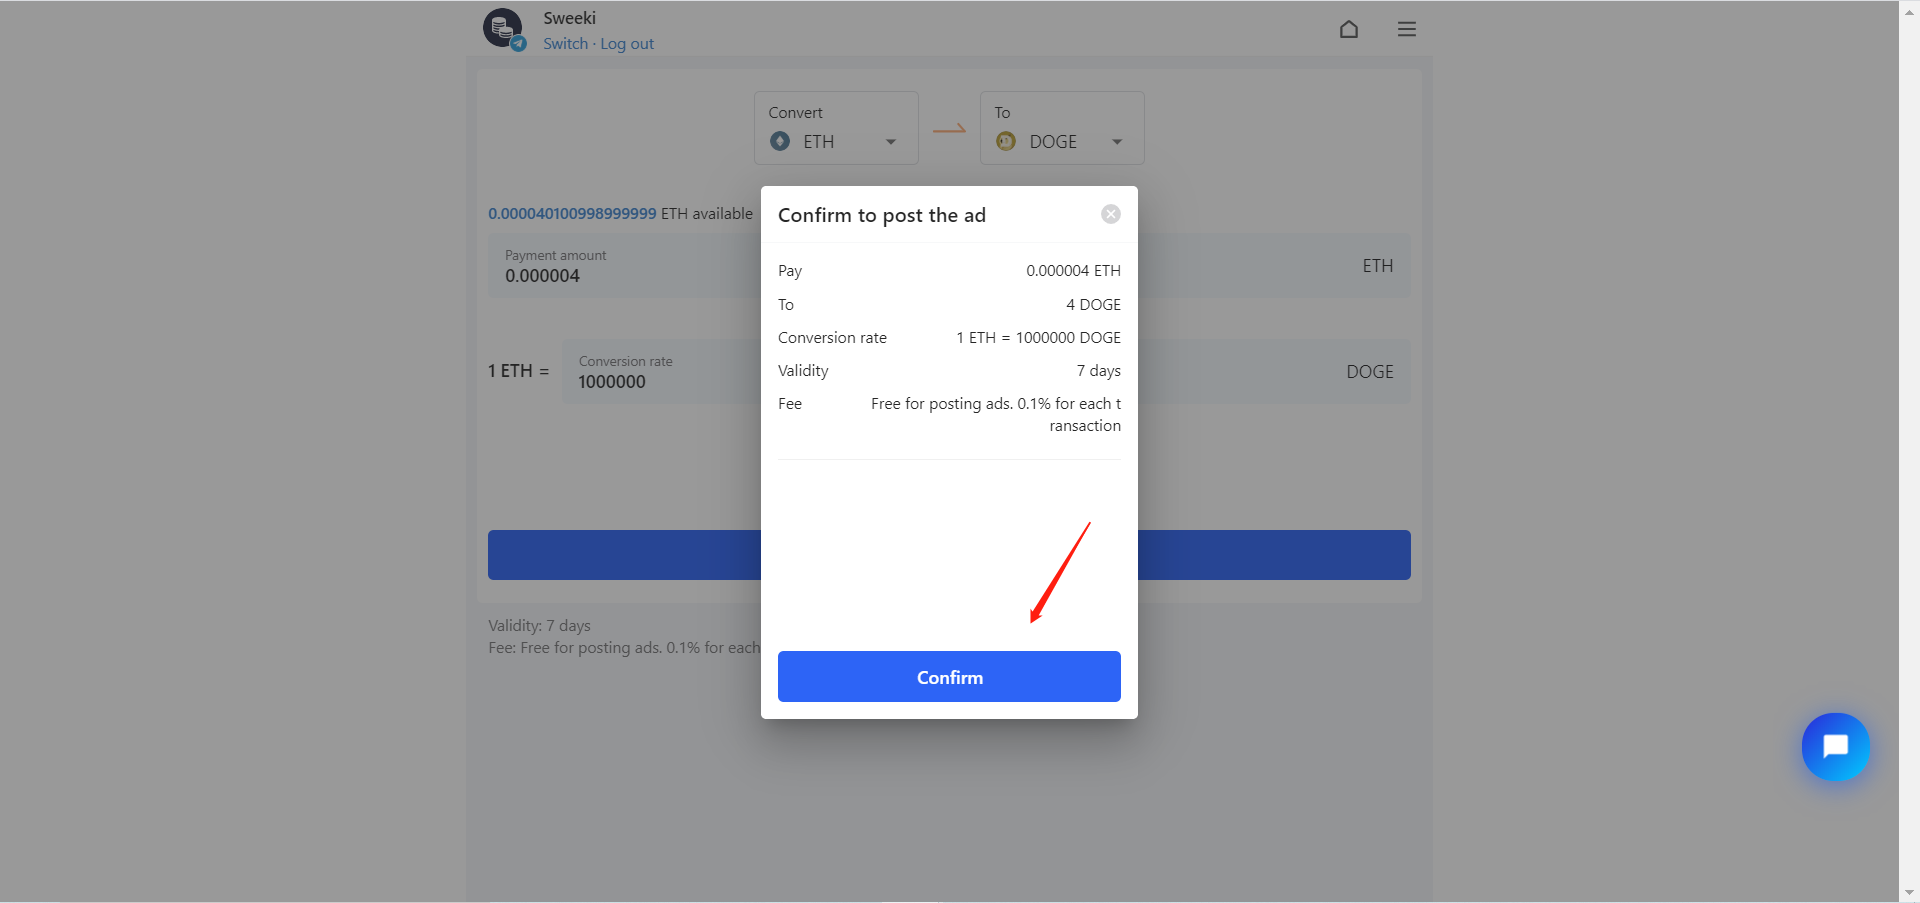 Sweeki
Switch · Log out
Convert
ETH
To
DOGE
0.000040100998999999 ETH available
Payment amount
0.000004
ETH
1 ETH =
Conversion rate
1000000
DOGE
Validity: 7 days
Fee: Free for posting ads. 0.1% for each
Confirm to post the ad
Pay 0.000004 ETH
To 4 DOGE
Conversion rate 1 ETH = 1000000 DOGE
Validity 7 days
Fee Free for posting ads. 0.1% for each t
ransaction
Confirm